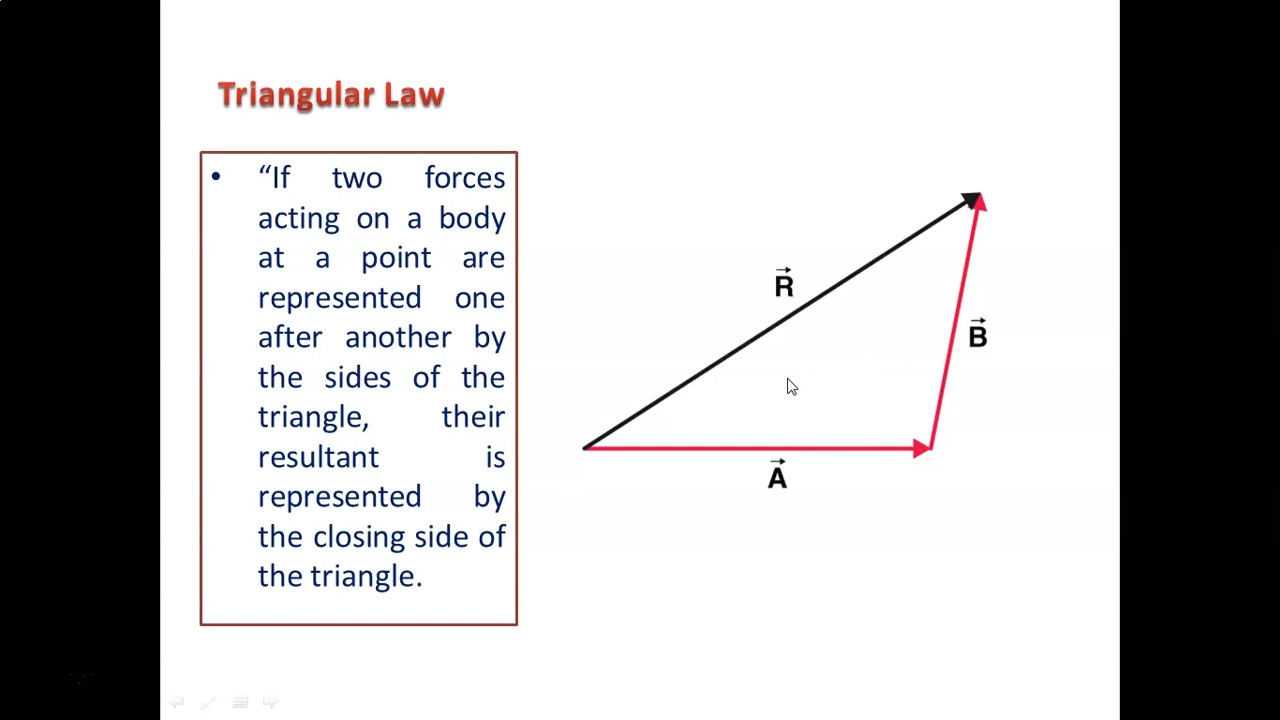 Triangular Law
• “If two forces
acting on a body
at a point are
represented one
after another by
the sides of the
triangle, their
resultant is
represented by
the closing side of
the triangle.
R
B
A